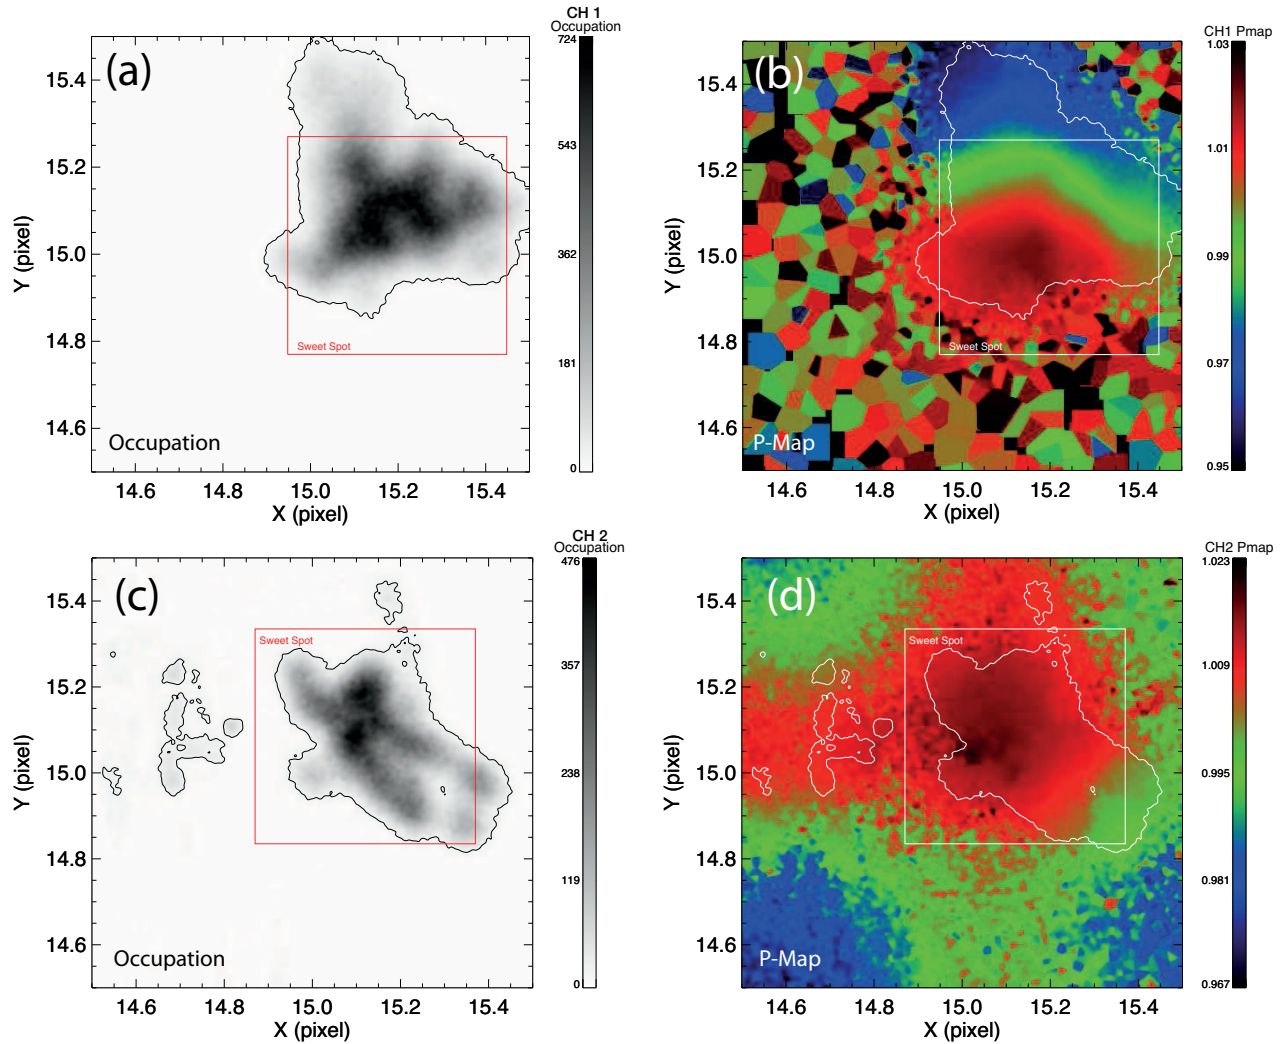 CH 1
Occupation
724
543
362
181
0
(a)
15.4
15.2
15.0
14.8
14.6
Y (pixel)
Sweet Spot
Occupation
14.6 14.8 15.0 15.2 15.4
X (pixel)
CH1 Pmap
1.03
1.01
0.99
0.97
0.95
(b)
15.4
15.2
15.0
14.8
14.6
Y (pixel)
Sweet Spot
P-Map
14.6 14.8 15.0 15.2 15.4
X (pixel)
CH 2
Occupation
476
357
238
119
0
(c)
15.4
15.2
15.0
14.8
14.6
Y (pixel)
Sweet Spot
Occupation
14.6 14.8 15.0 15.2 15.4
X (pixel)
CH2 Pmap
1.023
1.009
0.995
0.981
0.967
(d)
15.4
15.2
15.0
14.8
14.6
Y (pixel)
Sweet Spot
P-Map
14.6 14.8 15.0 15.2 15.4
X (pixel)